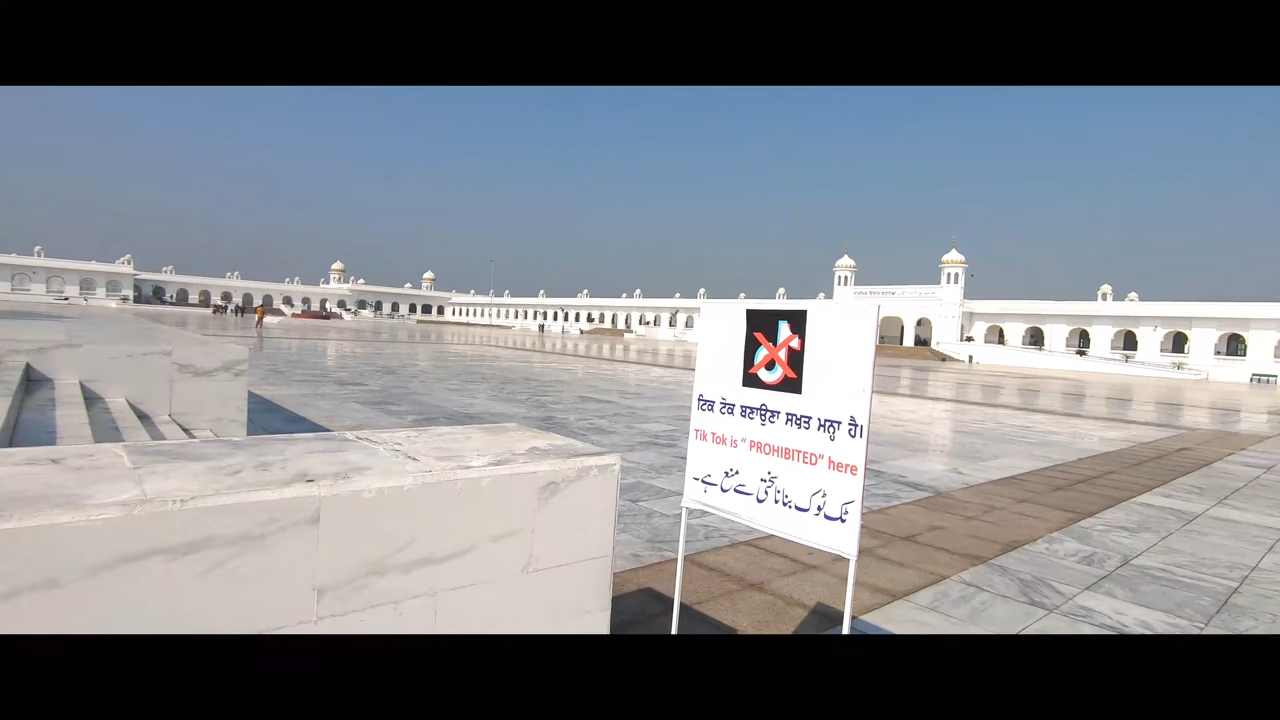 ਟਿਕ ਟੋਕ ਬਣਾਉਣਾ ਸਖ਼ਤ ਮਨ੍ਹਾ ਹੈ।
Tik Tok is “ PROHIBITED” here
ٹک ٹوک بنانا سختی سے منع ہے۔